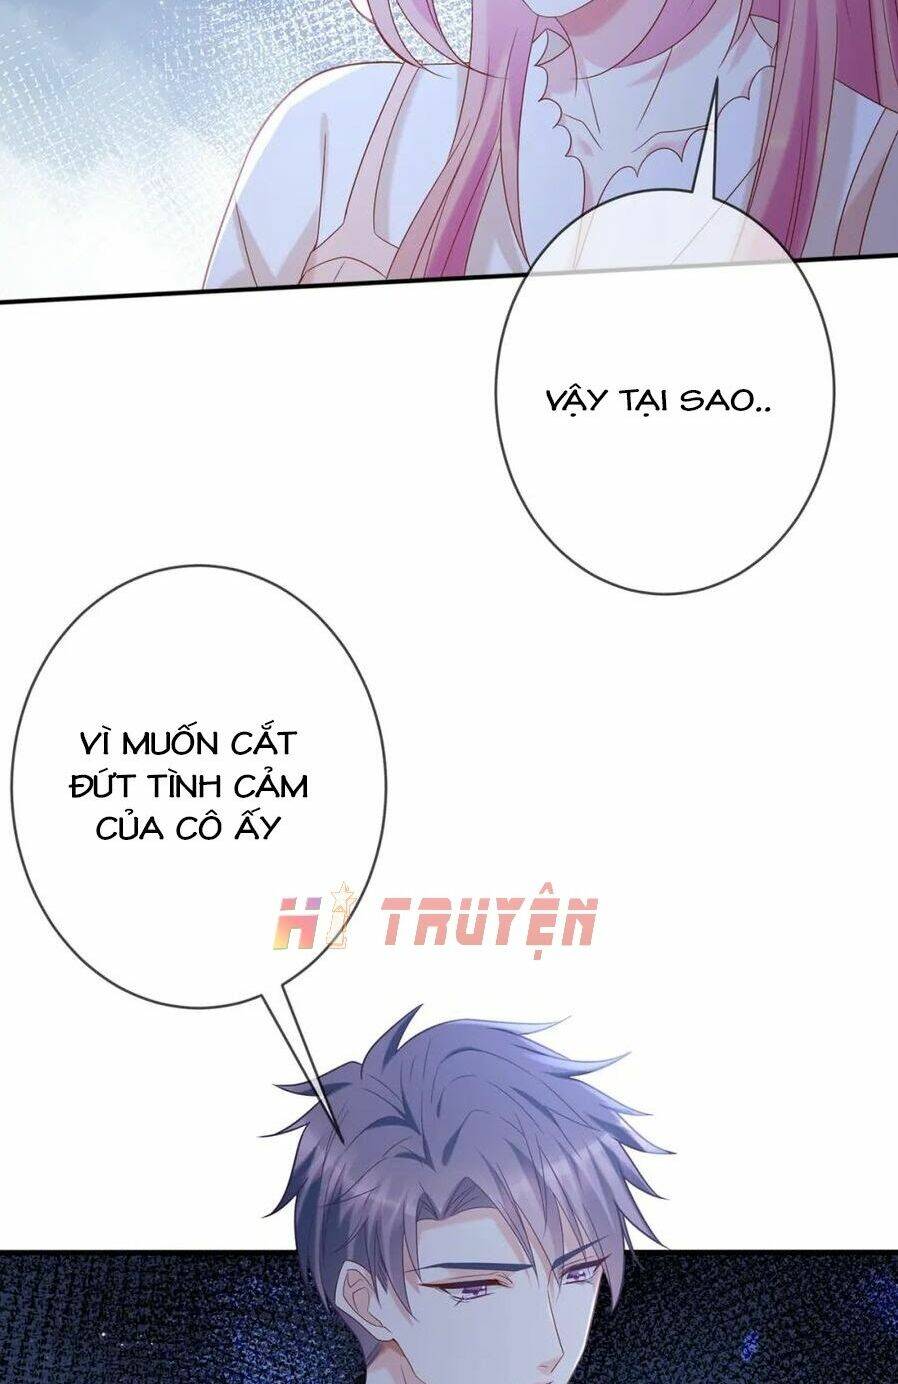 VẬY TẠI SAO..
VÌ MUỐN CẮT
ĐỨT TÌNH CẢM
CỦA CÔ ẤY
HI TRUYỆN